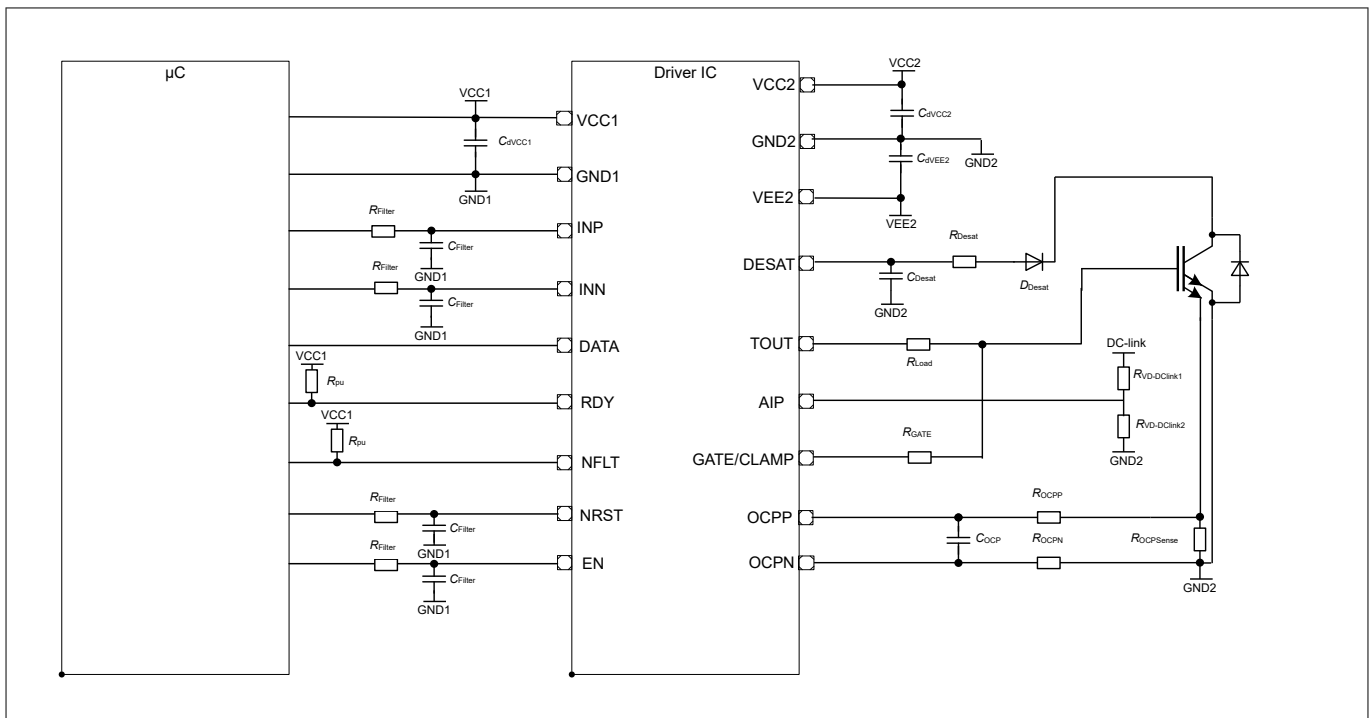 µC
Driver IC
VCC1
VCC1
CdVCC1
GND1
GND1
RFilter
INP
CFilter
GND1
RFilter
INN
CFilter
GND1
DATA
VCC1
Rpu
RDY
VCC1
Rpu
NFLT
RFilter
NRST
CFilter
GND1
RFilter
EN
CFilter
GND1
VCC2
VCC2
CdVCC2
GND2
GND2
CdVEE2
VEE2
VEE2
RDesat
DESAT
CDesat
DDesat
GND2
TOUT
RLoad
DC-link
RVD-DClink1
AIP
RVD-DClink2
GND2
RGATE
GATE/CLAMP
ROCPP
OCPP
COCP
ROCPN
ROCPSense
OCPN
GND2